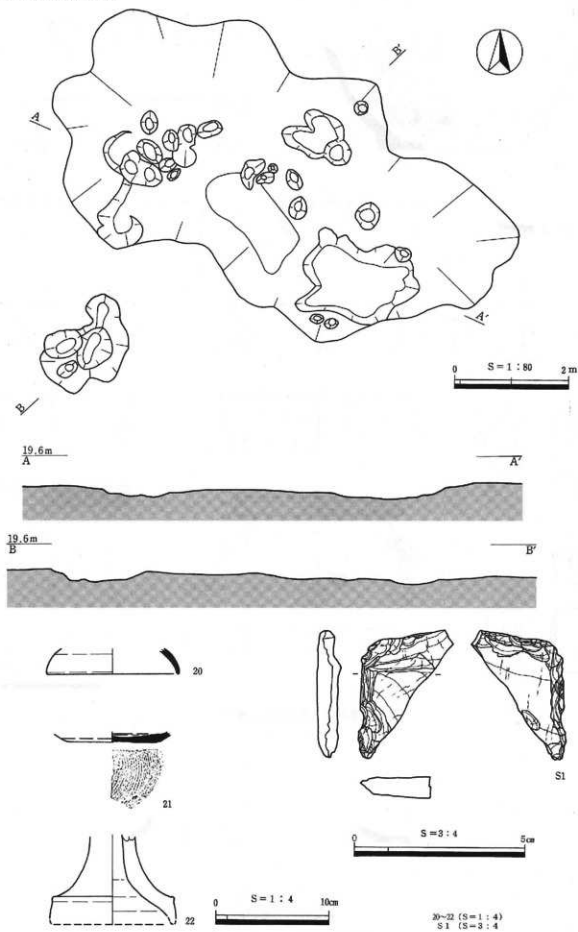 B′
A
A′
B
S＝1：80
0 2 m
19.6m
A A′
19.6m
B B′
20
21
22
S1
S＝3：4
0 5cm
S＝1：4
0 10cm
20~22 (S＝1：4)
S1 (S＝3：4